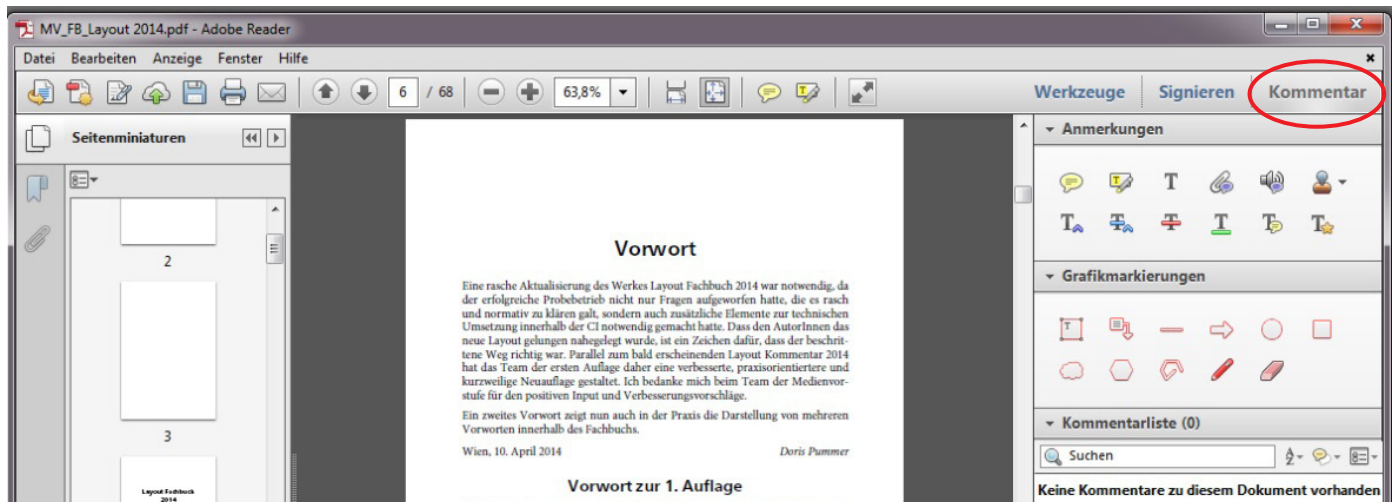 MV_FB_Layout 2014.pdf - Adobe Reader
Datei Bearbeiten Anzeige Fenster Hilfe
6 / 68 63,8% Werkzeuge Signieren Kommentar
Seitenminiaturen
2
3
Layout Fachbuch
2014
Vorwort
Eine rasche Aktualisierung des Werkes Layout Fachbuch 2014 war notwendig, da
der erfolgreiche Probebetrieb nicht nur Fragen aufgeworfen hatte, die es rasch
und normativ zu klären galt, sondern auch zusätzliche Elemente zur technischen
Umsetzung innerhalb der CI notwendig gemacht hatte. Dass den AutorInnen das
neue Layout gelungen nahegelegt wurde, ist ein Zeichen dafür, dass der beschrit-
tene Weg richtig war. Parallel zum bald erscheinenden Layout Kommentar 2014
hat das Team der ersten Auflage daher eine verbesserte, praxisorientiertere und
kurzweilige Neuauflage gestaltet. Ich bedanke mich beim Team der Medienvor-
stufe für den positiven Input und Verbesserungsvorschläge.
Ein zweites Vorwort zeigt nun auch in der Praxis die Darstellung von mehreren
Vorworten innerhalb des Fachbuchs.
Wien, 10. April 2014 Doris Pummer
Vorwort zur 1. Auflage
Anmerkungen
Grafikmarkierungen
Kommentarliste (0)
Suchen
Keine Kommentare zu diesem Dokument vorhanden